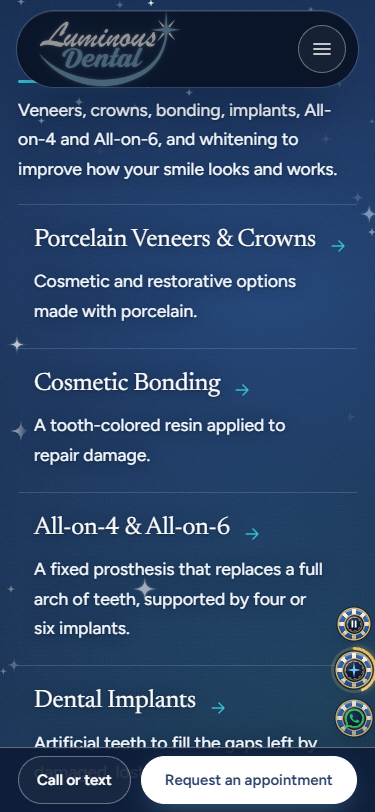 Luminous
Dental
Veneers, crowns, bonding, implants, All-
on-4 and All-on-6, and whitening to
improve how your smile looks and works.
Porcelain Veneers & Crowns →
Cosmetic and restorative options
made with porcelain.
Cosmetic Bonding →
A tooth-colored resin applied to
repair damage.
All-on-4 & All-on-6 →
A fixed prosthesis that replaces a full
arch of teeth, supported by four or
six implants.
Dental Implants →
Artificial teeth to fill the gaps left by
Call or text
Request an appointment